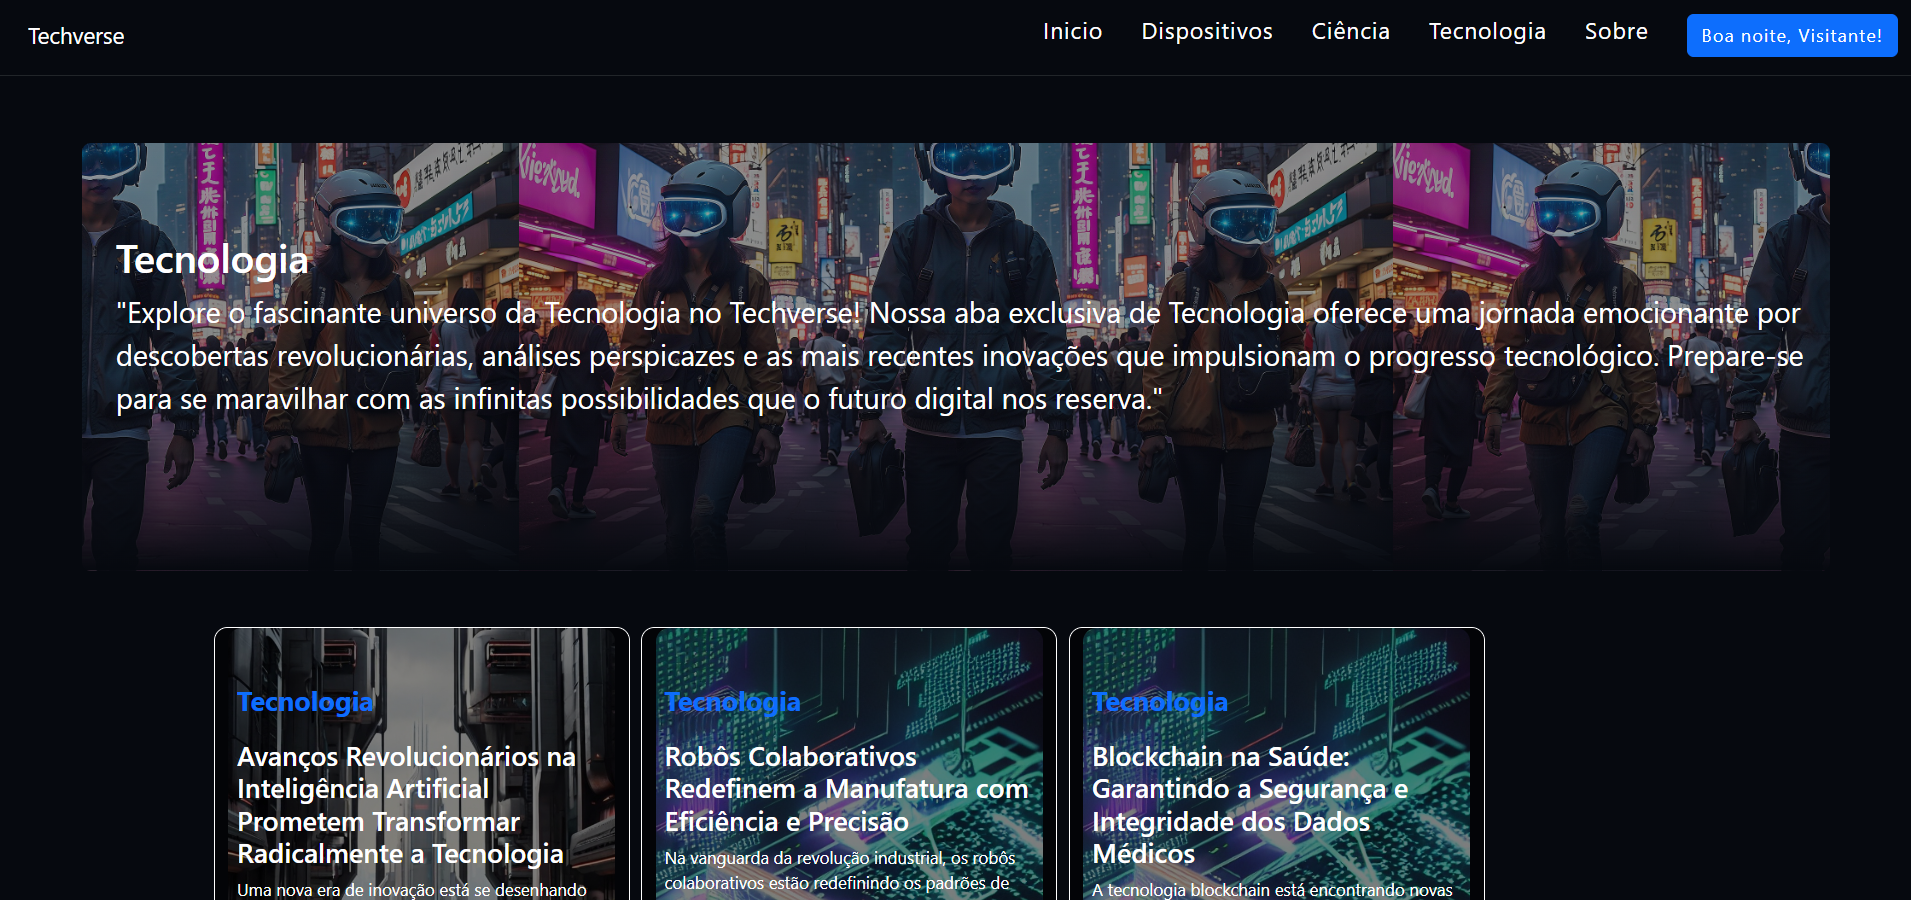 Techverse
Inicio
Dispositivos
Ciência
Tecnologia
Sobre
Boa noite, Visitante!
Tecnologia
"Explore o fascinante universo da Tecnologia no Techverse! Nossa aba exclusiva de Tecnologia oferece uma jornada emocionante por
descobertas revolucionárias, análises perspicazes e as mais recentes inovações que impulsionam o progresso tecnológico. Prepare-se
para se maravilhar com as infinitas possibilidades que o futuro digital nos reserva."
Tecnologia
Avanços Revolucionários na
Inteligência Artificial
Prometem Transformar
Radicalmente a Tecnologia
Uma nova era de inovação está se desenhando
Tecnologia
Robôs Colaborativos
Redefinem a Manufatura com
Eficiência e Precisão
Na vanguarda da revolução industrial, os robôs
colaborativos estão redefinindo os padrões de
Tecnologia
Blockchain na Saúde:
Garantindo a Segurança e
Integridade dos Dados
Médicos
A tecnologia blockchain está encontrando novas